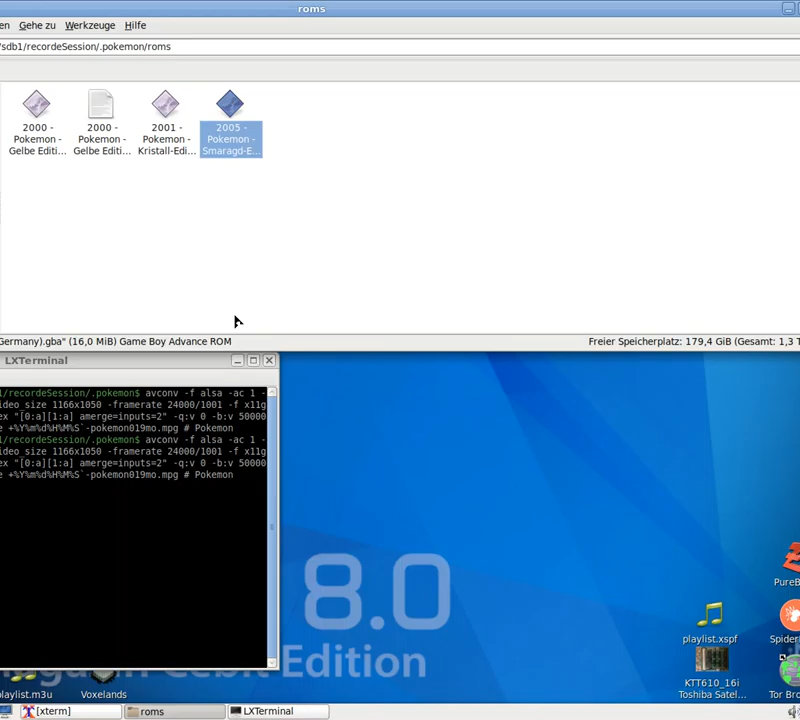 roms
en Gehe zu Werkzeuge Hilfe
/sdb1/recordeSession/.pokemon/roms
2000 -
Pokemon -
Gelbe Editi...
2000 -
Pokemon -
Gelbe Editi...
2001 -
Pokemon -
Kristall-Edi...
2005 -
Pokemon -
Smaragd-E...
Germany).gba" (16,0 MiB) Game Boy Advance ROM
Freier Speicherplatz: 179,4 GiB (Gesamt: 1,3 T
LXTerminal
1/recordeSession/.pokemon$ avconv -f alsa -ac 1 -
ideo_size 1166x1050 -framerate 24000/1001 -f x11g
ex "[0:a][1:a] amerge=inputs=2" -q:v 0 -b:v 50000
e +%Y%m%d%H%M%S`-pokemon019mo.mpg # Pokemon
1/recordeSession/.pokemon$ avconv -f alsa -ac 1 -
ideo_size 1166x1050 -framerate 24000/1001 -f x11g
ex "[0:a][1:a] amerge=inputs=2" -q:v 0 -b:v 50000
e +%Y%m%d%H%M%S`-pokemon019mo.mpg # Pokemon
8.0
Edition
PureB
playlist.xspf
Spider
KTT610_16i
Toshiba Satel...
Tor Bro
playlist.m3u
Voxelands
[xterm]
roms
LXTerminal